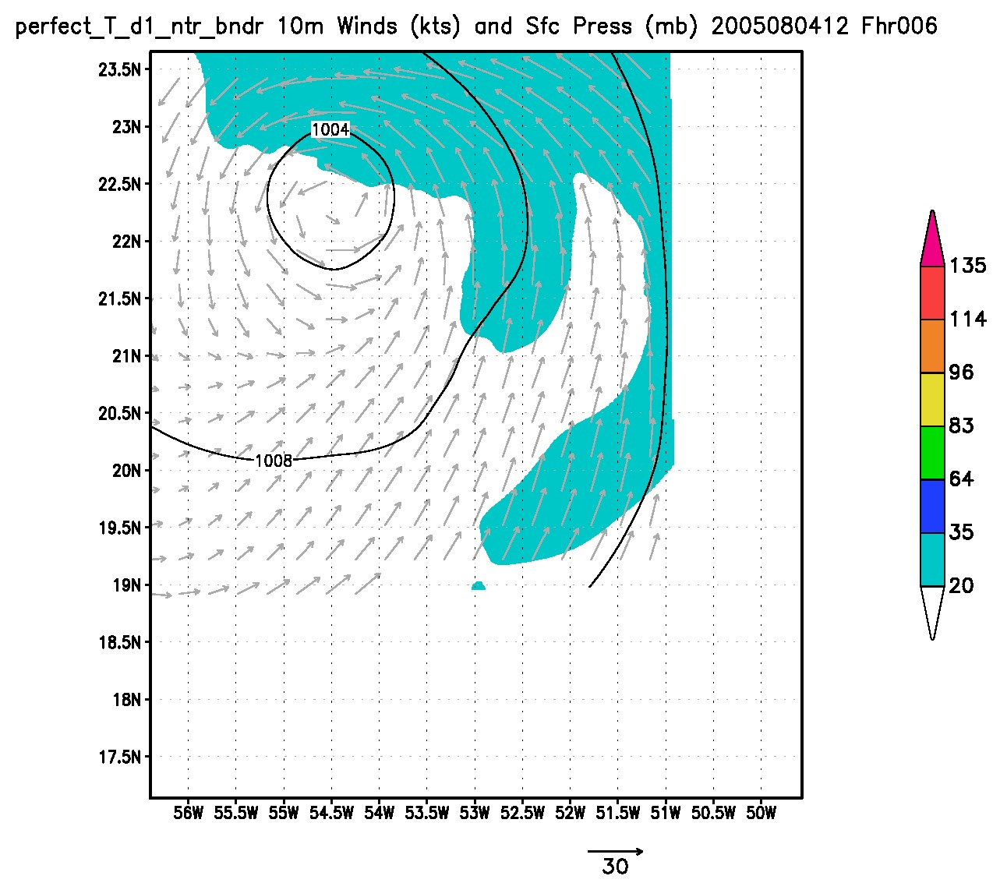 perfect_T_d1_ntr_bndr 10m Winds (kts) and Sfc Press (mb) 2005080412 Fhr006
23.5N
23N
22.5N
22N
21.5N
21N
20.5N
20N
19.5N
19N
18.5N
18N
17.5N
1004
1008
56W 55.5W 55W 54.5W 54W 53.5W 53W 52.5W 52W 51.5W 51W 50.5W 50W
30
135
114
96
83
64
35
20